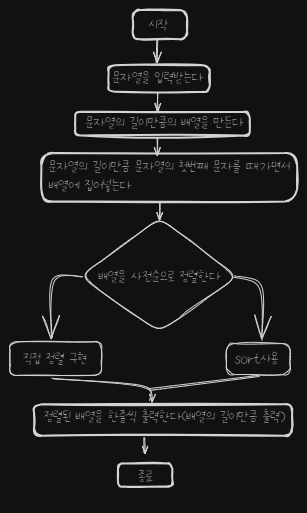 시작
문자열을 입력받는다
문자열의 길이만큼의 배열을 만든다
문자열의 길이만큼 문자열의 첫번째 문자를 떼가면서
배열에 집어넣는다
배열을 사전순으로 정렬한다
직접 정렬 구현
sort사용
정렬된 배열을 한줄씩 출력한다(배열의 길이만큼 출력)
종료